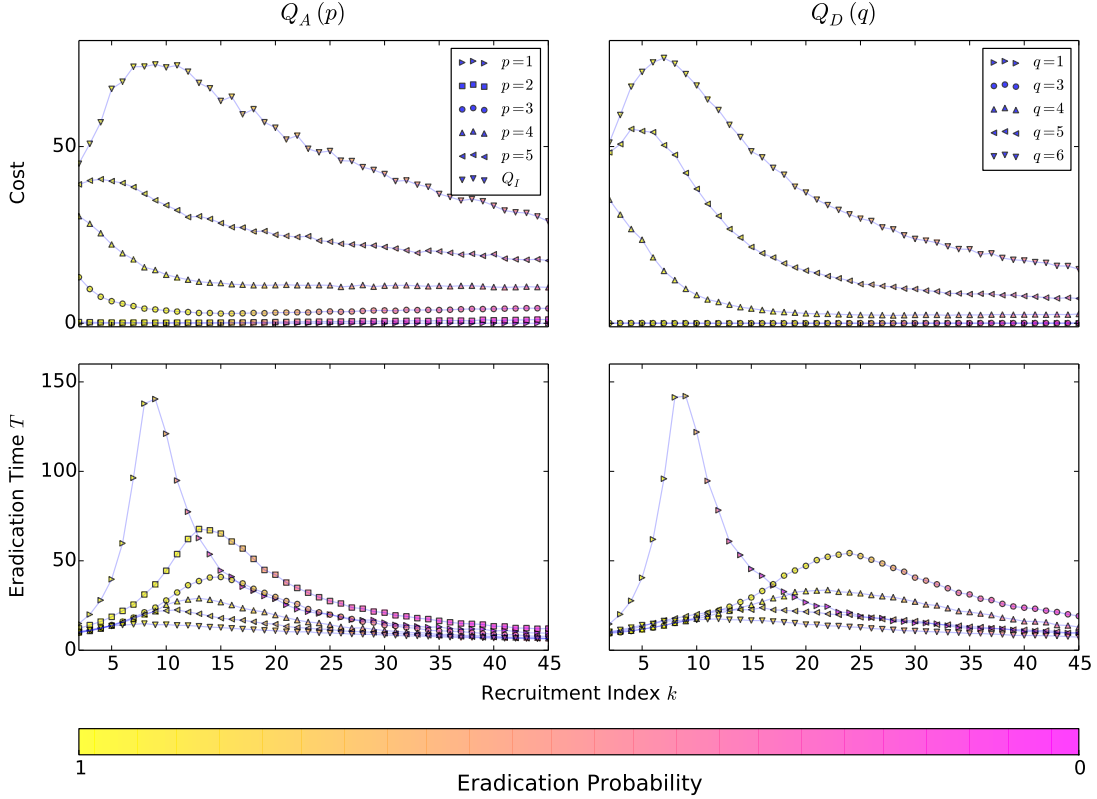 Q_A (p)
Q_D (q)
Cost
50
0
p=1
p=2
p=3
p=4
p=5
Q_I
q=1
q=3
q=4
q=5
q=6
Eradication Time T
150
100
50
0
5 10 15 20 25 30 35 40 45
5 10 15 20 25 30 35 40 45
Recruitment Index k
1 0
Eradication Probability